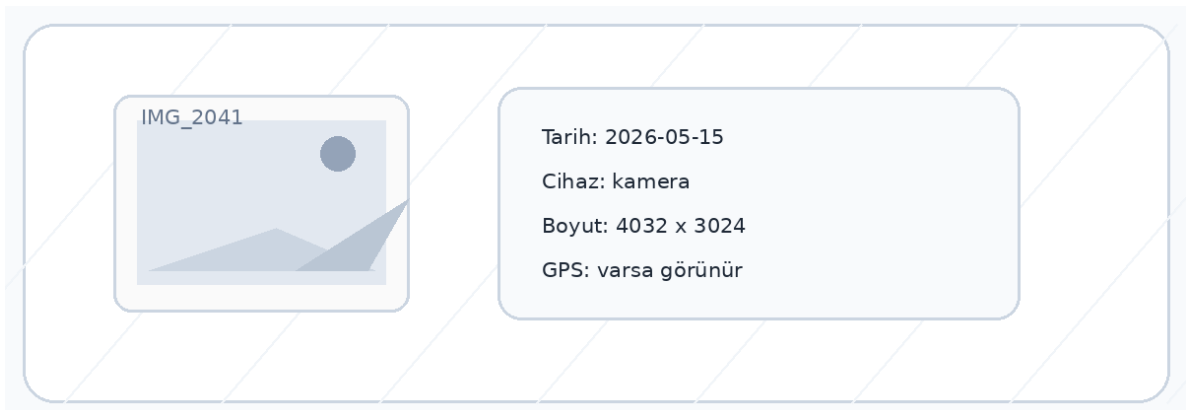 IMG_2041
Tarih: 2026-05-15
Cihaz: kamera
Boyut: 4032 x 3024
GPS: varsa görünür